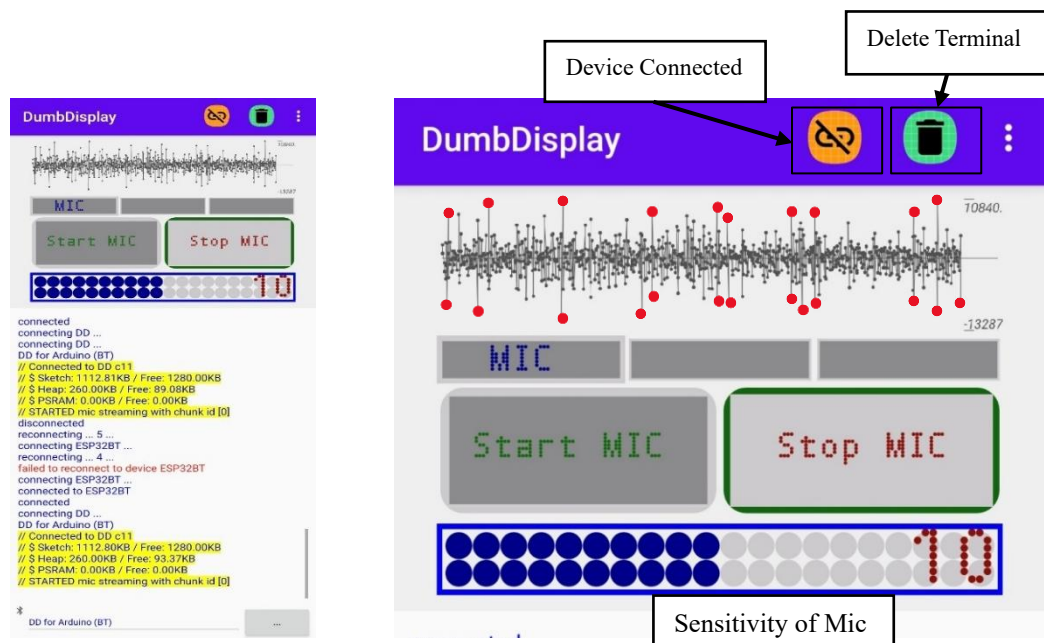 Delete Terminal
Device Connected
DumbDisplay
10840.
-13287
MIC
Start MIC
Stop MIC
10
connected
connecting DD ...
connecting DD ...
DD for Arduino (BT)
// Connected to DD c11
// $ Sketch: 1112.81KB / Free: 1280.00KB
// $ Heap: 260.00KB / Free: 89.08KB
// $ PSRAM: 0.00KB / Free: 0.00KB
// STARTED mic streaming with chunk id [0]
disconnected
reconnecting ... 5 ...
connecting ESP32BT ...
reconnecting ... 4 ...
failed to reconnect to device ESP32BT
connecting ESP32BT ...
connected to ESP32BT
connected
connecting DD ...
DD for Arduino (BT)
// Connected to DD c11
// $ Sketch: 1112.80KB / Free: 1280.00KB
// $ Heap: 260.00KB / Free: 93.37KB
// $ PSRAM: 0.00KB / Free: 0.00KB
// STARTED mic streaming with chunk id [0]
DD for Arduino (BT)
...
DumbDisplay
10840.
-13287
MIC
Start MIC
Stop MIC
10
Sensitivity of Mic